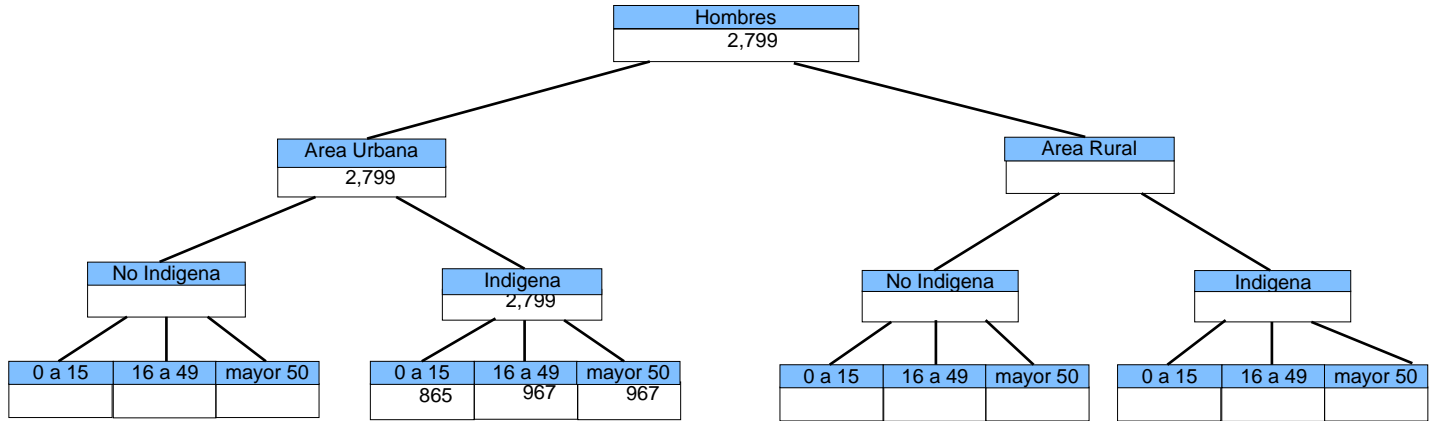 Hombres
2,799
Area Urbana
2,799
Area Rural
No Indigena
Indigena
2,799
No Indigena
Indigena
0 a 15 16 a 49 mayor 50
0 a 15 16 a 49 mayor 50
865 967 967
0 a 15 16 a 49 mayor 50
0 a 15 16 a 49 mayor 50